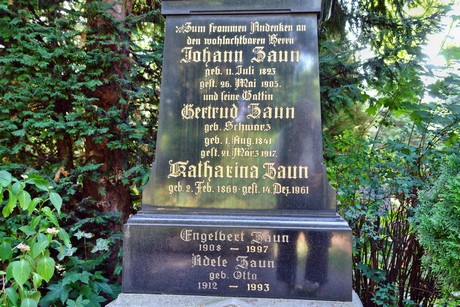 Zum frommen Andenken an
den wohlachtbaren Herrn
Johann Zaun
geb. 11. Juli 1823
gest. 26. Mai 1905.
und seine Gattin
Gertrud Zaun
geb. Schwarz
geb. 1. Aug. 1841
gest. 21. März 1917.
Katharina Zaun
geb. 2. Feb. 1869 · gest. 14. Dez. 1961
Engelbert Zaun
1908 – 1997
Adele Zaun
geb. Otto
1912 – 1993